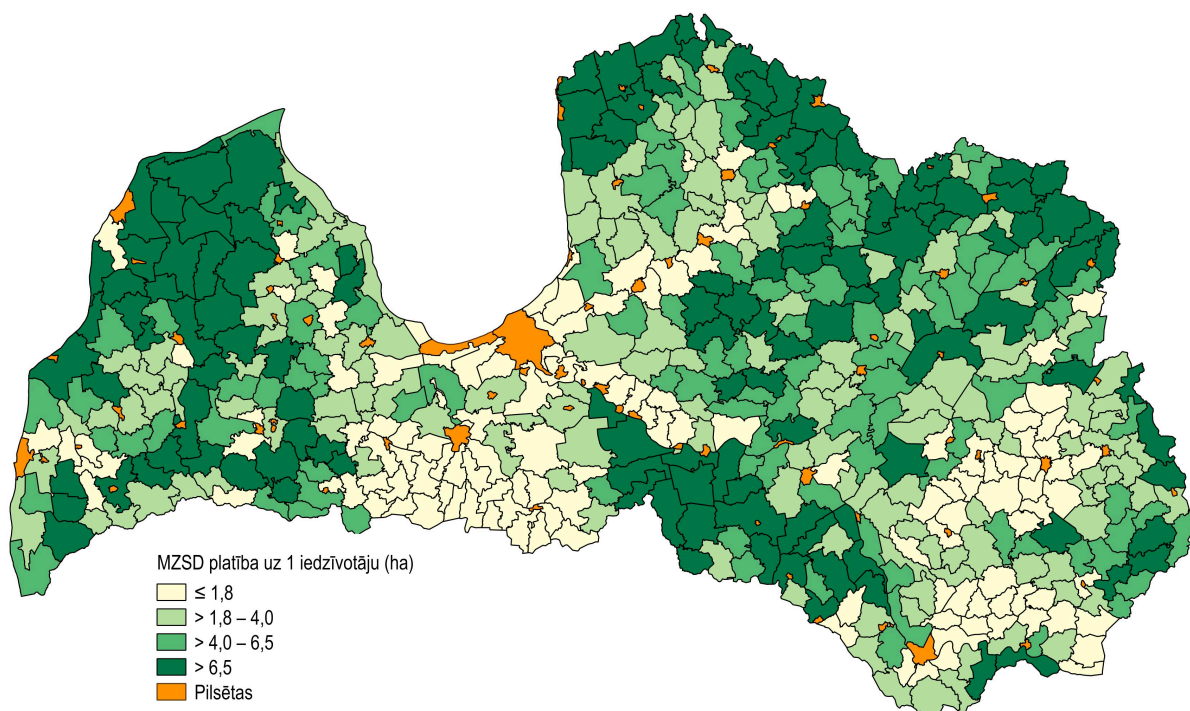 MZSD platība uz 1 iedzīvotāju (ha)
≤ 1,8
> 1,8 – 4,0
> 4,0 – 6,5
> 6,5
Pilsētas